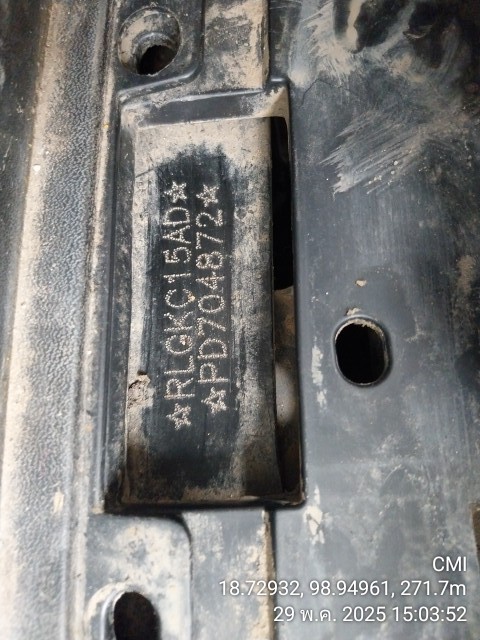 ☆RLGKC15AD☆
☆PD704872☆
CMI
18.72932, 98.94961, 271.7m
29 พ.ค. 2025 15:03:52